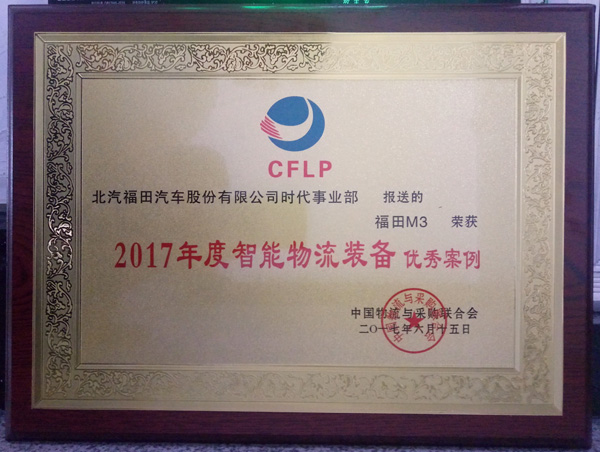 CFLP
北汽福田汽车股份有限公司时代事业部 报送的
福田M3 荣获
2017年度智能物流装备 优秀案例
中国物流与采购联合会
二〇一七年六月十五日